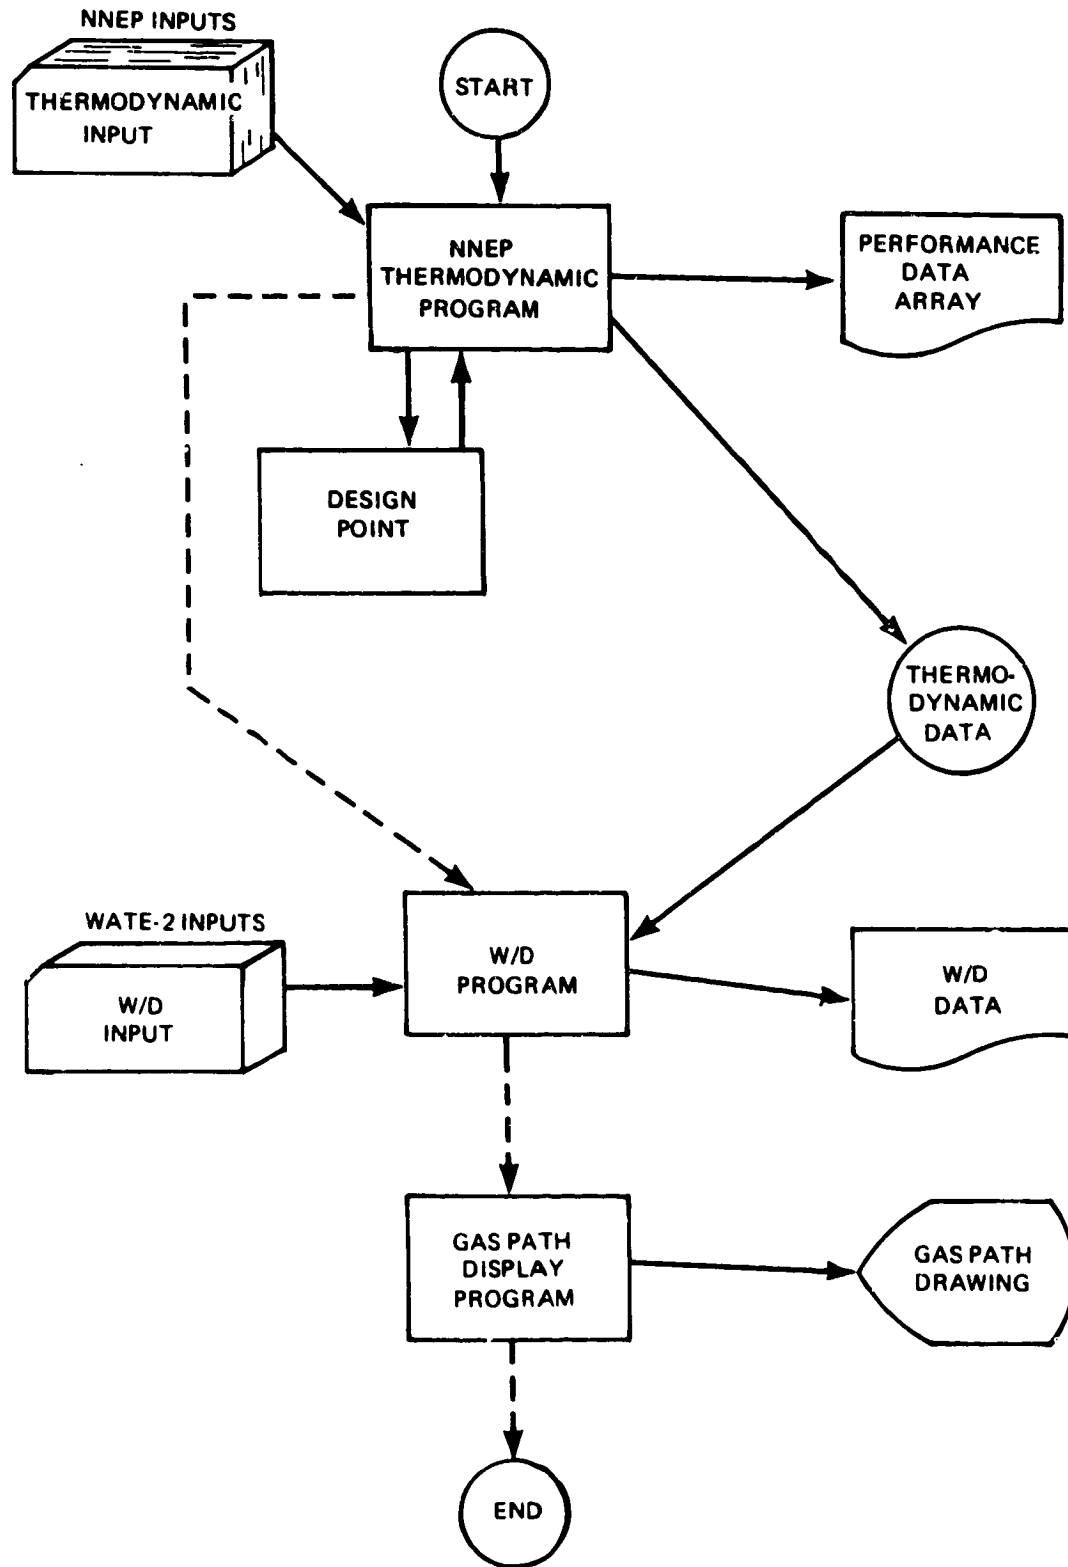 NNEP INPUTS
THERMODYNAMIC
INPUT
START
NNEP
THERMODYNAMIC
PROGRAM
PERFORMANCE
DATA
ARRAY
DESIGN
POINT
THERMO-
DYNAMIC
DATA
WATE-2 INPUTS
W/D
INPUT
W/D
PROGRAM
W/D
DATA
GAS PATH
DISPLAY
PROGRAM
GAS PATH
DRAWING
END